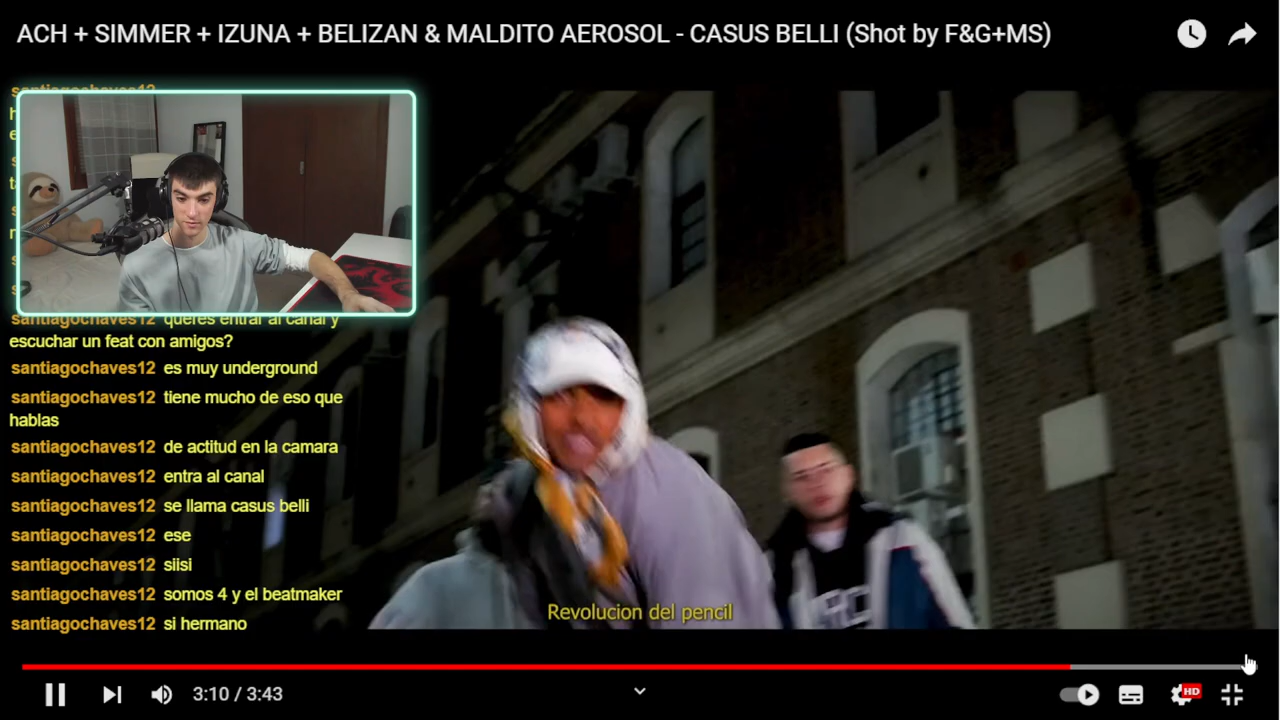 ACH + SIMMER + IZUNA + BELIZAN & MALDITO AEROSOL - CASUS BELLI (Shot by F&G+MS)
santiagochaves12
santiagochaves12 queres entrar al canal y
escuchar un feat con amigos?
santiagochaves12 es muy underground
santiagochaves12 tiene mucho de eso que
hablas
santiagochaves12 de actitud en la camara
santiagochaves12 entra al canal
santiagochaves12 se llama casus belli
santiagochaves12 ese
santiagochaves12 siisi
santiagochaves12 somos 4 y el beatmaker
santiagochaves12 si hermano
Revolucion del pencil
3:10 / 3:43
HD